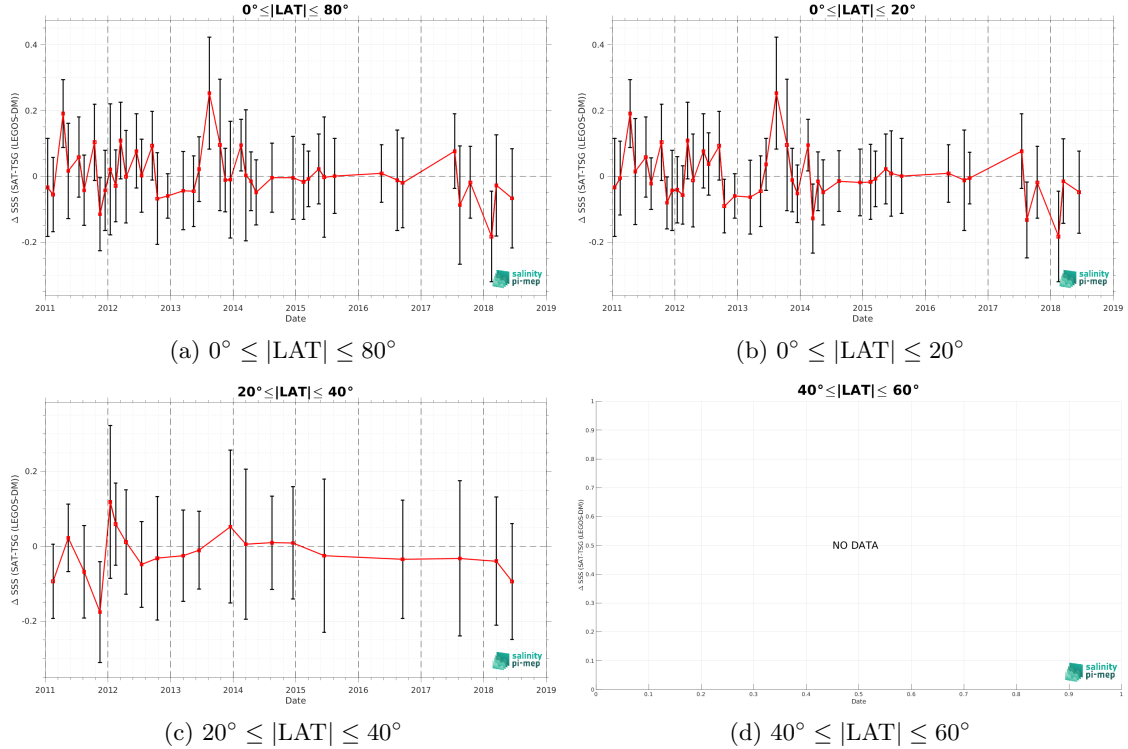 0°≤|LAT|≤ 80°
Δ SSS (SAT-TSG (LEGOS-DM))
0.4
0.2
0
-0.2
2011 2012 2013 2014 2015 2016 2017 2018 2019
Date
salinity
pi-mep
(a) 0° ≤ |LAT| ≤ 80°
0°≤|LAT|≤ 20°
Δ SSS (SAT-TSG (LEGOS-DM))
0.4
0.2
0
-0.2
2011 2012 2013 2014 2015 2016 2017 2018 2019
Date
salinity
pi-mep
(b) 0° ≤ |LAT| ≤ 20°
20°≤|LAT|≤ 40°
Δ SSS (SAT-TSG (LEGOS-DM))
0.2
0
-0.2
2011 2012 2013 2014 2015 2016 2017 2018 2019
Date
salinity
pi-mep
(c) 20° ≤ |LAT| ≤ 40°
40°≤|LAT|≤ 60°
Δ SSS (SAT-TSG (LEGOS-DM))
1
0.9
0.8
0.7
0.6
0.5
0.4
0.3
0.2
0.1
0
NO DATA
0 0.1 0.2 0.3 0.4 0.5 0.6 0.7 0.8 0.9 1
Date
salinity
pi-mep
(d) 40° ≤ |LAT| ≤ 60°